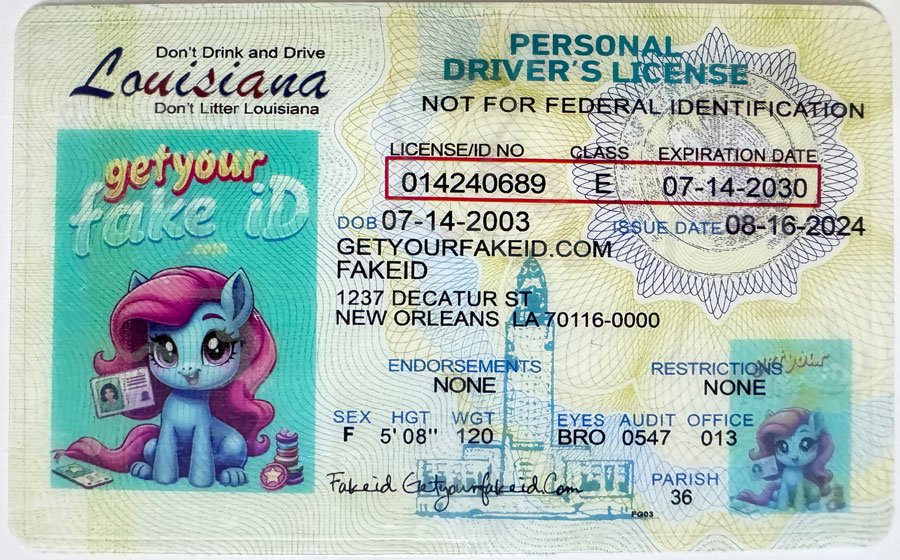 Don't Drink and Drive
Louisiana
Don't Litter Louisiana
PERSONAL
DRIVER'S LICENSE
NOT FOR FEDERAL IDENTIFICATION
LICENSE/ID NO CLASS EXPIRATION DATE
014240689 E 07-14-2030
DOB 07-14-2003 ISSUE DATE 08-16-2024
GETYOURFAKEID.COM
FAKEID
1237 DECATUR ST
NEW ORLEANS LA 70116-0000
getyour
fake iD
.com
ENDORSEMENTS
NONE
RESTRICTIONS
NONE
SEX HGT WGT EYES AUDIT OFFICE
F 5'08" 120 BRO 0547 013
PARISH
36
Fakeid Getyourfakeid.Com
FG03
getyour